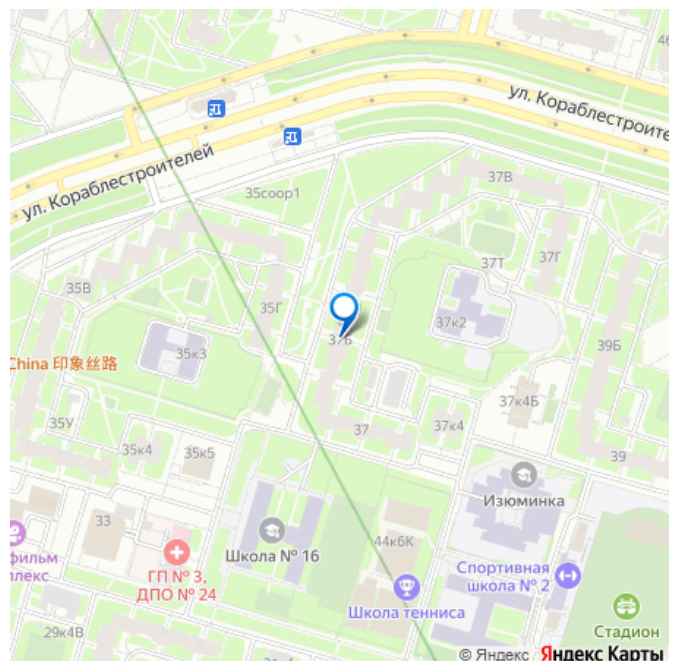 ул. Кораблестроителей
ул. Кораблестроите
35соор1
37В
37Т
37Г
35В
35Г
37к2
37Б
39Б
35к3
China 印象丝路
37к4Б
35У
37
37к4
35к4
35к5
39
Изюминка
33
Школа № 16
44к6К
фильм
плекс
ГП № 3,
ДПО № 24
Спортивная
школа № 2
Школа тенниса
Стадион
29к4В
© Яндекс Яндекс Карты